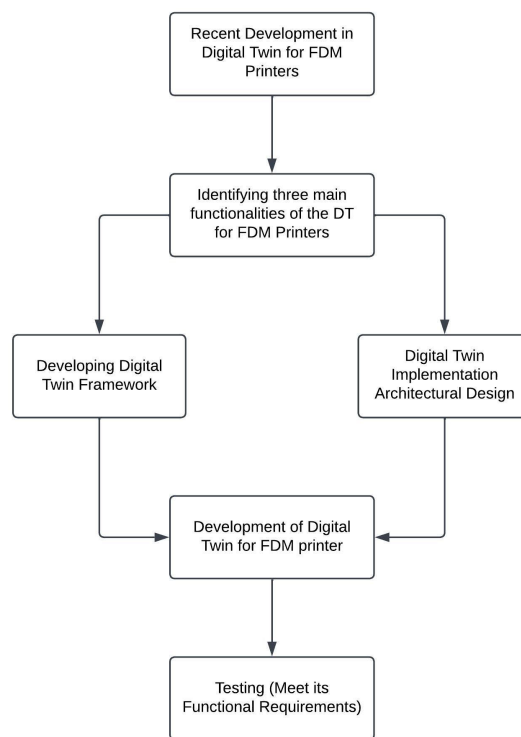 Recent Development in
Digital Twin for FDM
Printers
Identifying three main
functionalities of the DT
for FDM Printers
Developing Digital
Twin Framework
Digital Twin
Implementation
Architectural Design
Development of Digital
Twin for FDM printer
Testing (Meet its
Functional Requirements)